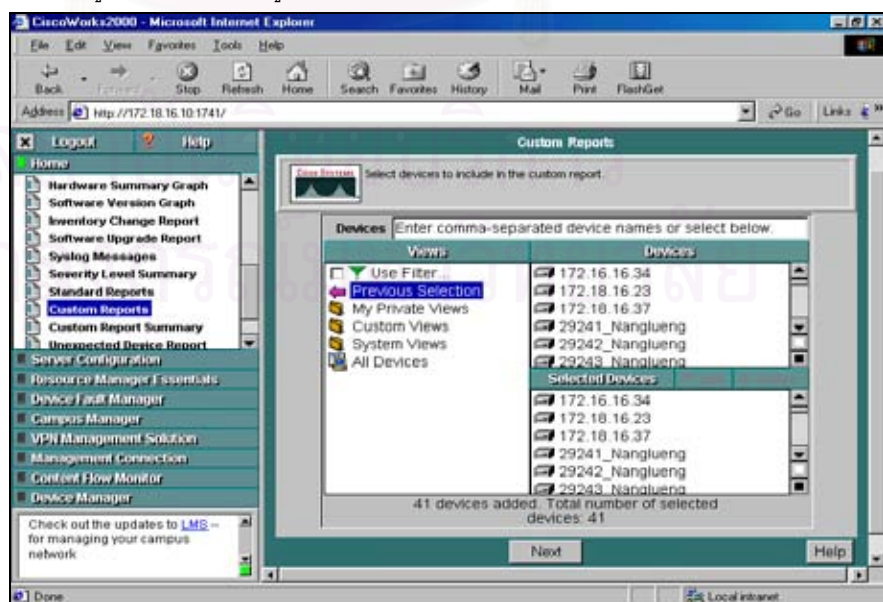 CiscoWorks2000 - Microsoft Internet Explorer
File Edit View Favorites Tools Help
Back Forward Stop Refresh Home Search Favorites History Mail Print FlashGet
Address http://172.18.16.10:1741/ Go Links
Logout Help
Home
Hardware Summary Graph
Software Version Graph
Inventory Change Report
Software Upgrade Report
Syslog Messages
Severity Level Summary
Standard Reports
Custom Reports
Custom Report Summary
Unexpected Device Report
Server Configuration
Resource Manager Essentials
Device Fault Manager
Campus Manager
VPN Management Solution
Management Connection
Content Flow Monitor
Device Manager
Check out the updates to LMS --
for managing your campus
network
Custom Reports
Cisco Systems
Select devices to include in the custom report.
Devices Enter comma-separated device names or select below.
Views
Use Filter...
Previous Selection
My Private Views
Custom Views
System Views
All Devices
Devices
172.16.16.34
172.18.16.23
172.18.16.37
29241_Nanglueng
29242_Nanglueng
29243_Nanglueng
Selected Devices
172.16.16.34
172.18.16.23
172.18.16.37
29241_Nanglueng
29242_Nanglueng
29243_Nanglueng
41 devices added. Total number of selected
devices: 41
Next Help
Done Local intranet